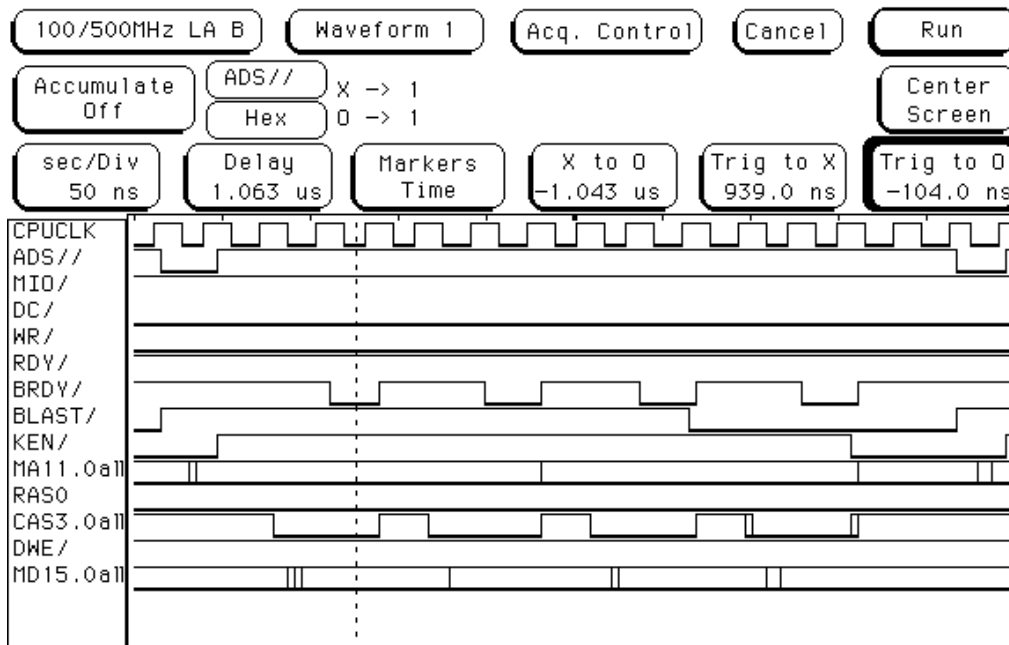 100/500MHz LA B Waveform 1 Acq. Control Cancel Run
Accumulate
Off
ADS//
Hex
X -> 1
O -> 1
Center
Screen
sec/Div
50 ns
Delay
1.063 us
Markers
Time
X to O
-1.043 us
Trig to X
939.0 ns
Trig to O
-104.0 ns
CPUCLK
ADS//
MIO/
DC/
WR/
RDY/
BRDY/
BLAST/
KEN/
MA11.0all
RAS0
CAS3.0all
DWE/
MD15.0all